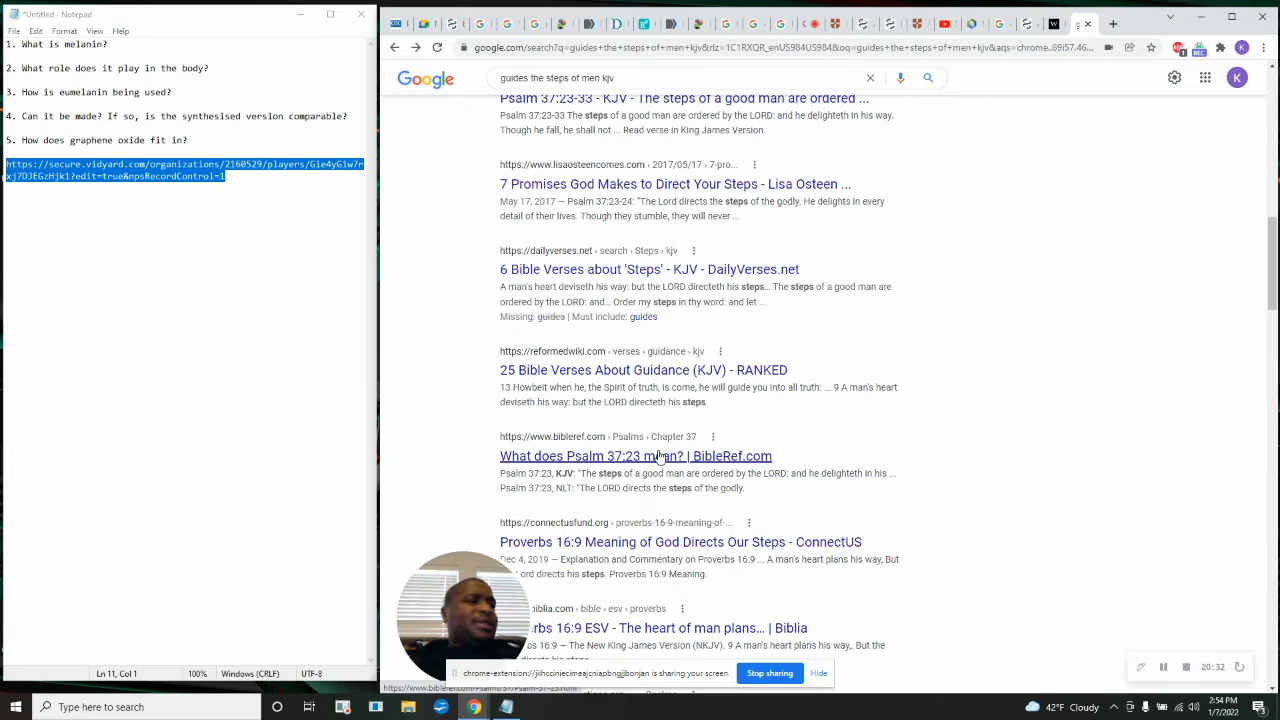 *Untitled - Notepad
File Edit Format View Help
1. What is melanin?
2. What role does it play in the body?
3. How is eumelanin being used?
4. Can it be made? If so, is the synthesised version comparable?
5. How does graphene oxide fit in?
https://secure.vidyard.com/organizations/2160529/players/Gie4yG1w7r
xj7DJEGzHjk1?edit=true&npsRecordControl=1
Ln 11, Col 1 100% Windows (CRLF) UTF-8
google.com/search?q=guides+the+steps+of+men+kjv&rlz=1C1RXQR_enUS984US984&oq=guides+the+steps+of+men+kjv&aqs=chrome..69i57.46...
Google
guides the steps of men kjv
K
Psalm 37:23-33 - KJV - The steps of a good man are ordered ...
Psalm 37:23-33. The steps of a good man are ordered by the LORD: and he delighteth in his way.
Though he fall, he shall not ... Read verse in King James Version.
https://www.lisaosteencomes.com › 2017/05/17 › 7-pro...
7 Promises God Makes to Direct Your Steps - Lisa Osteen ...
May 17, 2017 — Psalm 37:23-24: “The Lord directs the steps of the godly. He delights in every
detail of their lives. Though they stumble, they will never ...
https://dailyverses.net › search › Steps › kjv
6 Bible Verses about 'Steps' - KJV - DailyVerses.net
A man's heart deviseth his way: but the LORD directeth his steps... The steps of a good man are
ordered by the LORD: and... Order my steps in thy word: and let ...
Missing: guides | Must include: guides
https://reformedwiki.com › verses › guidance › kjv
25 Bible Verses About Guidance (KJV) - RANKED
13 Howbeit when he, the Spirit of truth, is come, he will guide you into all truth: ... 9 A man's heart
deviseth his way: but the LORD directeth his steps.
https://www.bibleref.com › Psalms › Chapter 37
What does Psalm 37:23 mean? | BibleRef.com
Psalm 37:23, KJV: "The steps of a good man are ordered by the LORD: and he delighteth in his ...
Psalm 37:23, NLT: "The LORD directs the steps of the godly.
https://connectusfund.org › proverbs-16-9-meaning-of-...
Proverbs 16:9 Meaning of God Directs Our Steps - ConnectUS
Dec 4, 2019 — Explanation and Commentary on Proverbs 16:9 ... A man's heart plans his way, But
Lord directs his steps. Proverbs 16:9 Meaning.
biblia.com › bible › esv › proverbs
erbs 16:9 ESV - The heart of man plans… | Biblia
bs 16:9 — The New King James Version (NKJV). 9 A man's heart plans his way,. But the
chrome-extension://jiihcciniecimeajcniapbngjjbonjan is sharing your screen. Stop sharing Hide
20:32
Type here to search
42°F Cloudy
2:54 PM
1/7/2022